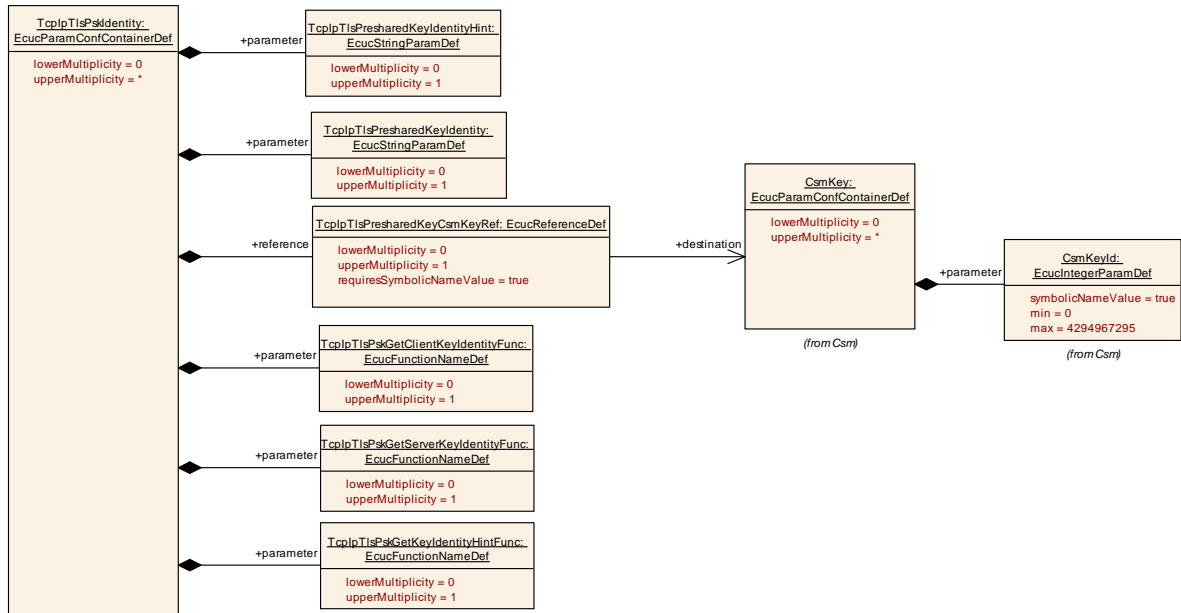 TcpIpTlsPskIdentity:
EcucParamConfContainerDef
lowerMultiplicity = 0
upperMultiplicity = *
+parameter
TcpIpTlsPresharedKeyIdentityHint:
EcucStringParamDef
lowerMultiplicity = 0
upperMultiplicity = 1
+parameter
TcpIpTlsPresharedKeyIdentity:
EcucStringParamDef
lowerMultiplicity = 0
upperMultiplicity = 1
+reference
TcpIpTlsPresharedKeyCsmKeyRef: EcucReferenceDef
lowerMultiplicity = 0
upperMultiplicity = 1
requiresSymbolicNameValue = true
+destination
CsmKey:
EcucParamConfContainerDef
lowerMultiplicity = 0
upperMultiplicity = *
(from Csm)
+parameter
CsmKeyId:
EcucIntegerParamDef
symbolicNameValue = true
min = 0
max = 4294967295
(from Csm)
+parameter
TcpIpTlsPskGetClientKeyIdentityFunc:
EcucFunctionNameDef
lowerMultiplicity = 0
upperMultiplicity = 1
+parameter
TcpIpTlsPskGetServerKeyIdentityFunc:
EcucFunctionNameDef
lowerMultiplicity = 0
upperMultiplicity = 1
+parameter
TcpIpTlsPskGetKeyIdentityHintFunc:
EcucFunctionNameDef
lowerMultiplicity = 0
upperMultiplicity = 1